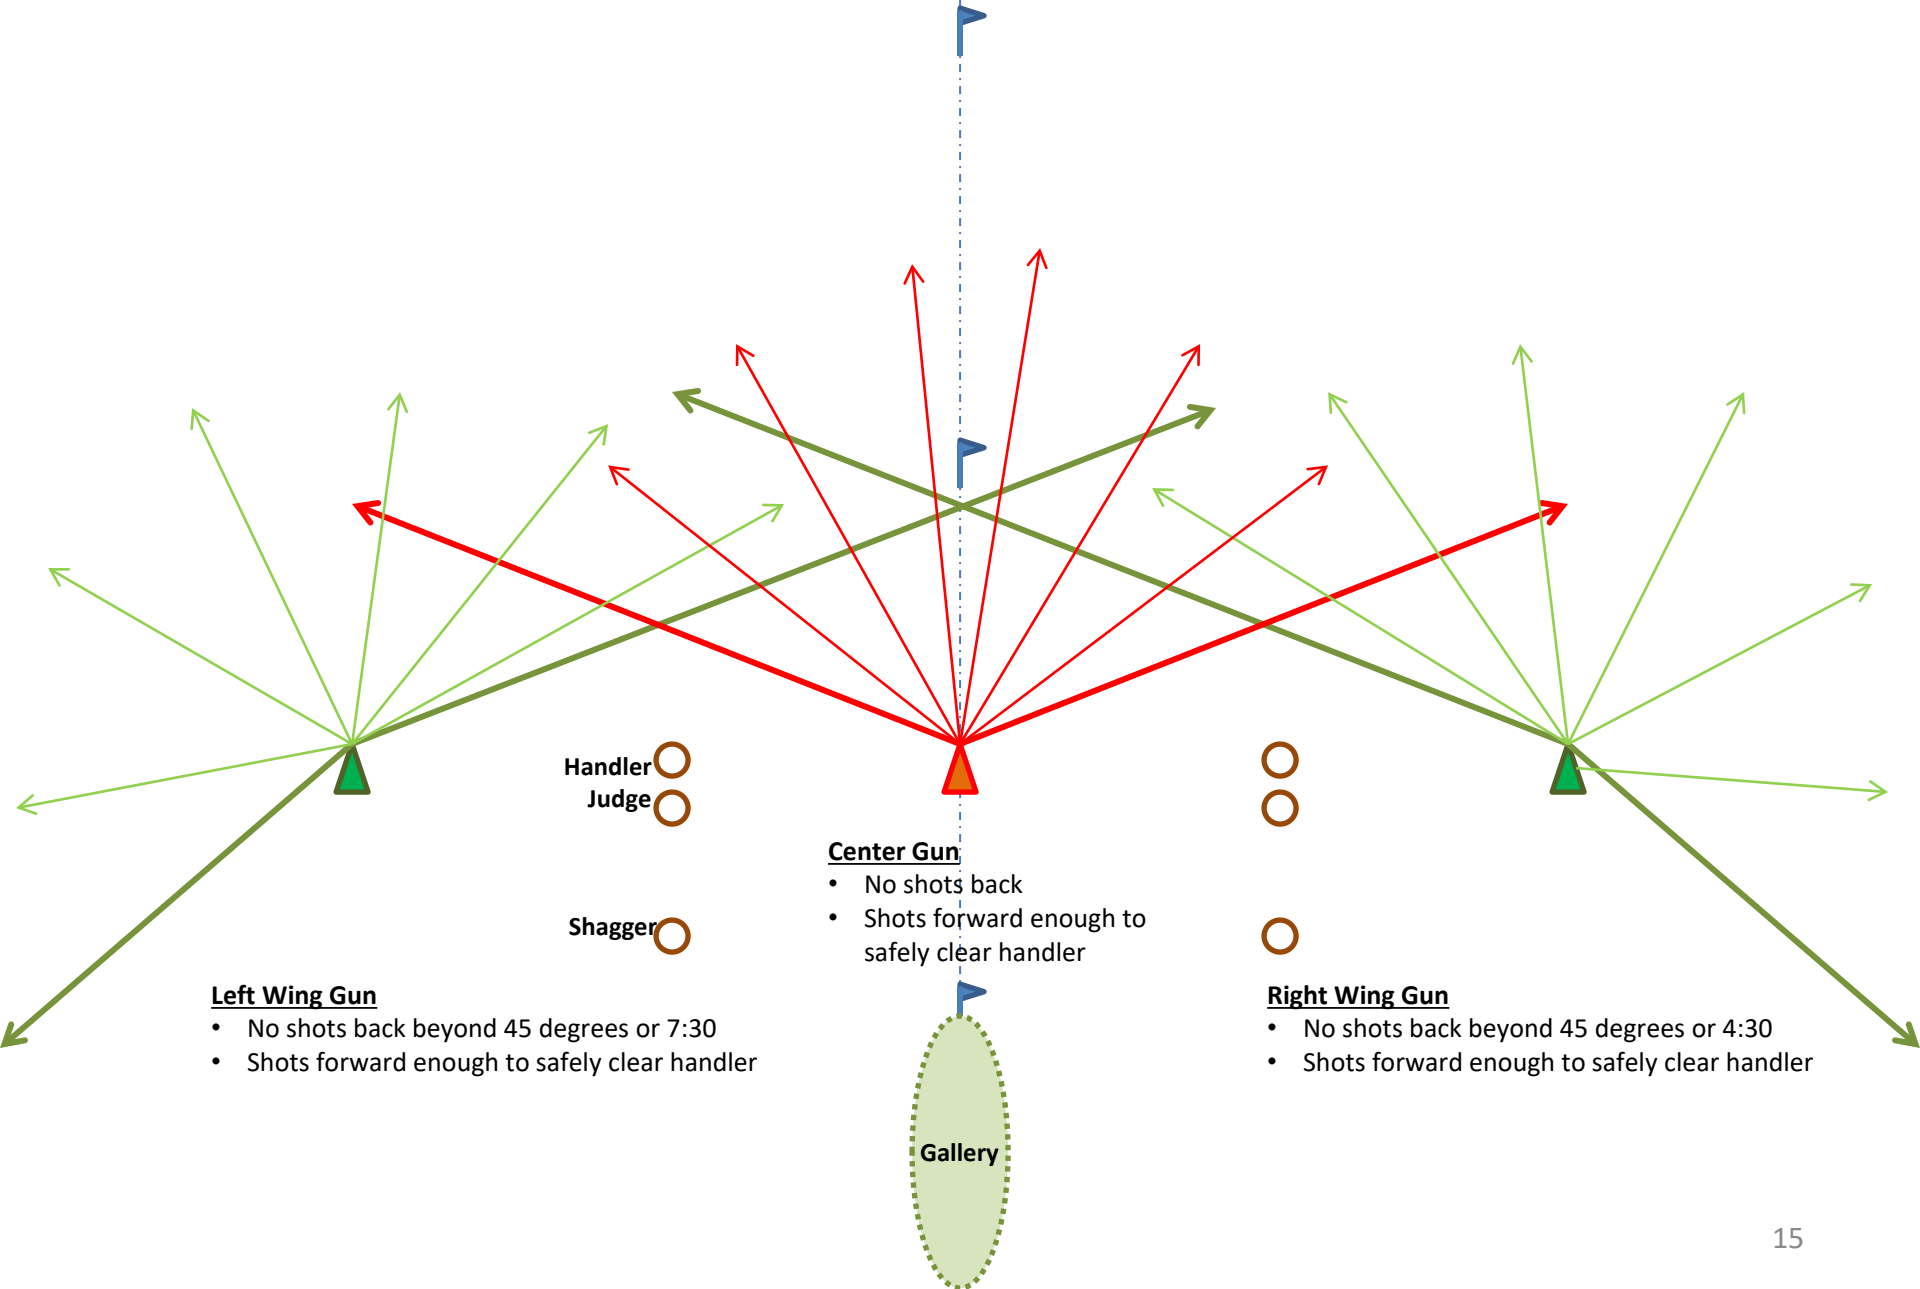 Handler
Judge
Center Gun
• No shots back
• Shots forward enough to
safely clear handler
Shagger
Left Wing Gun
• No shots back beyond 45 degrees or 7:30
• Shots forward enough to safely clear handler
Right Wing Gun
• No shots back beyond 45 degrees or 4:30
• Shots forward enough to safely clear handler
Gallery
15